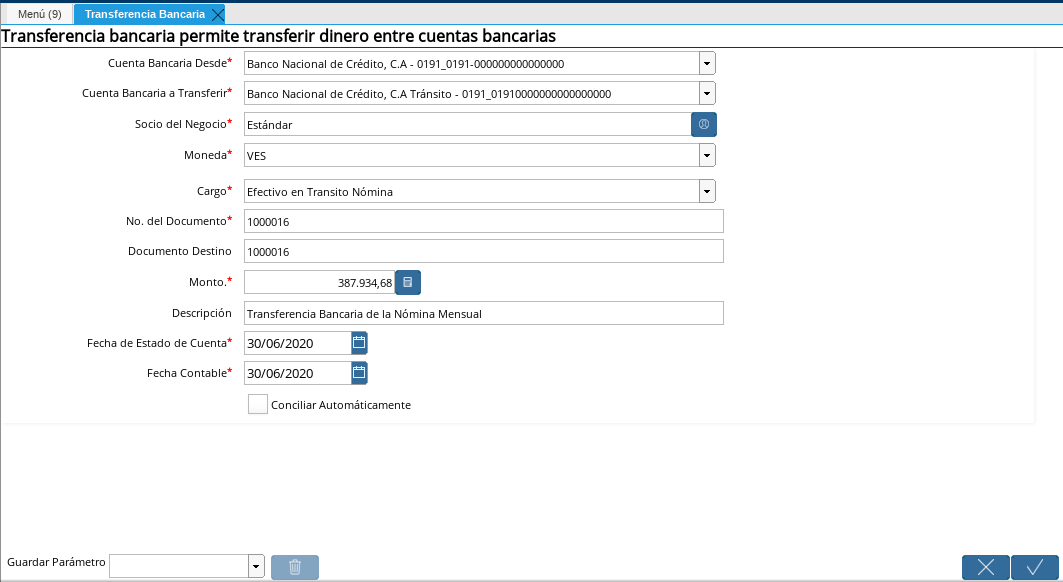 Menú (9) Transferencia Bancaria
Transferencia bancaria permite transferir dinero entre cuentas bancarias
Cuenta Bancaria Desde* Banco Nacional de Crédito, C.A - 0191_0191-000000000000000
Cuenta Bancaria a Transferir* Banco Nacional de Crédito, C.A Tránsito - 0191_01910000000000000000
Socio del Negocio* Estándar
Moneda* VES
Cargo* Efectivo en Transito Nómina
No. del Documento* 1000016
Documento Destino 1000016
Monto.* 387.934,68
Descripción Transferencia Bancaria de la Nómina Mensual
Fecha de Estado de Cuenta* 30/06/2020
Fecha Contable* 30/06/2020
Conciliar Automáticamente
Guardar Parámetro